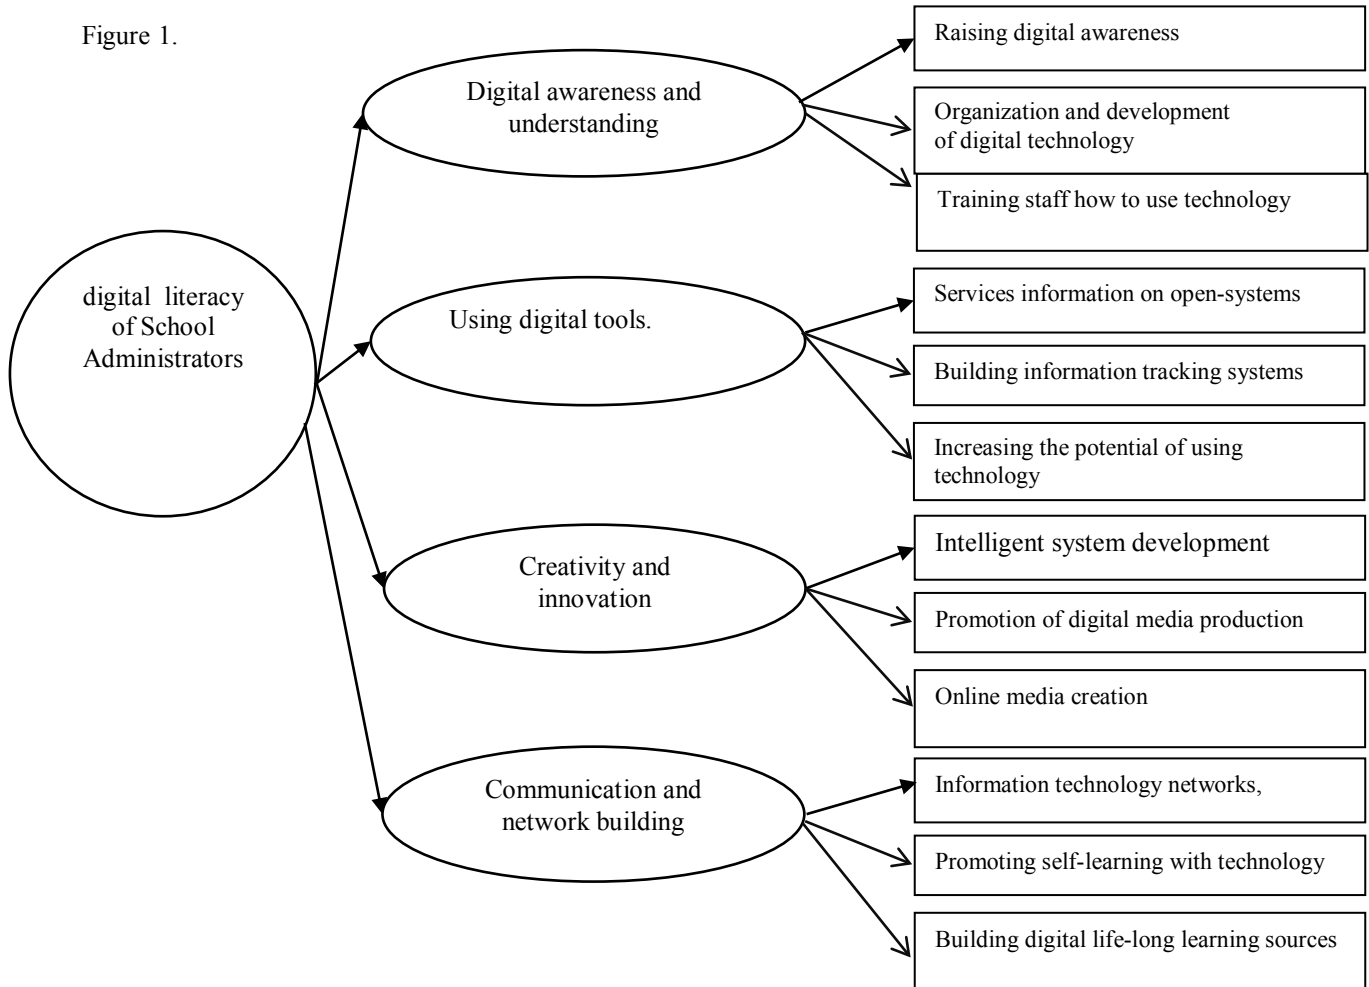 Figure 1.
digital  literacy
of School
Administrators
Digital awareness and
understanding
Raising digital awareness
Organization and development
of digital technology
Training staff how to use technology
Using digital tools.
Services information on open-systems
Building information tracking systems
Increasing the potential of using
technology
Creativity and
innovation
Intelligent system development
Promotion of digital media production
Online media creation
Communication and
network building
Information technology networks,
Promoting self-learning with technology
Building digital life-long learning sources